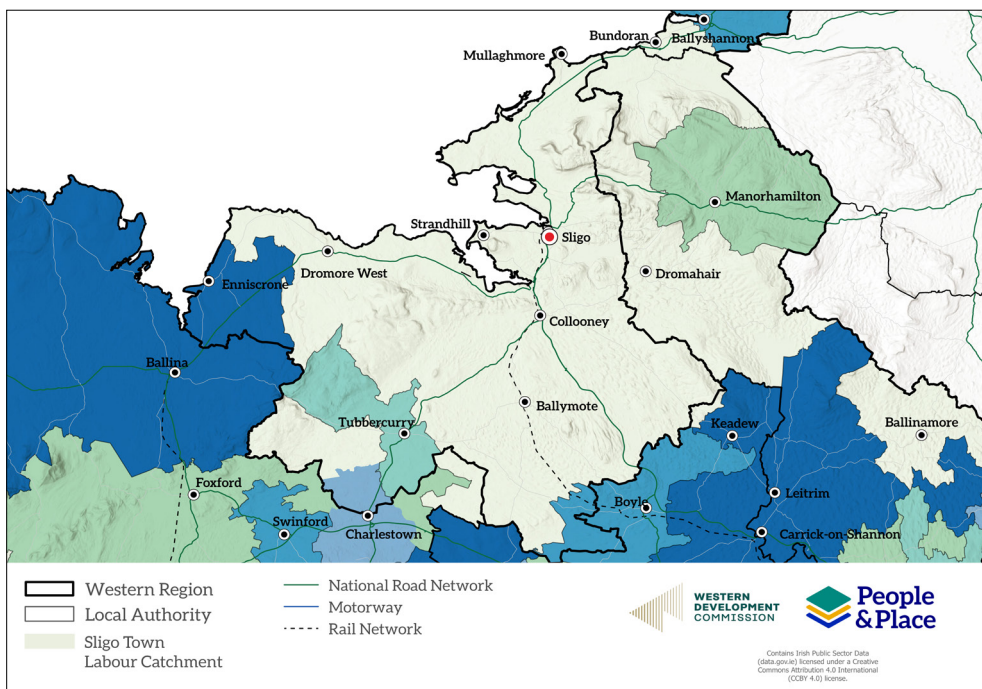 Bundoran
Ballyshannon
Mullaghmore
Manorhamilton
Strandhill
Sligo
Dromore West
Dromahair
Enniscrone
Collooney
Ballina
Ballymote
Tubbercurry
Keadew
Ballinamore
Foxford
Leitrim
Boyle
Swinford
Charlestown
Carrick-on-Shannon
Western Region
Local Authority
Sligo Town
Labour Catchment
National Road Network
Motorway
Rail Network
WESTERN
DEVELOPMENT
COMMISSION
People
& Place
Contains Irish Public Sector Data
(data.gov.ie) licensed under a Creative
Commons Attribution 4.0 International
(CCBY 4.0) license.